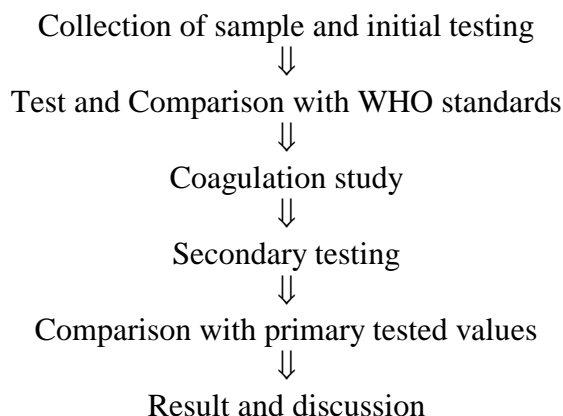 Collection of sample and initial testing
⇓
Test and Comparison with WHO standards
⇓
Coagulation study
⇓
Secondary testing
⇓
Comparison with primary tested values
⇓
Result and discussion